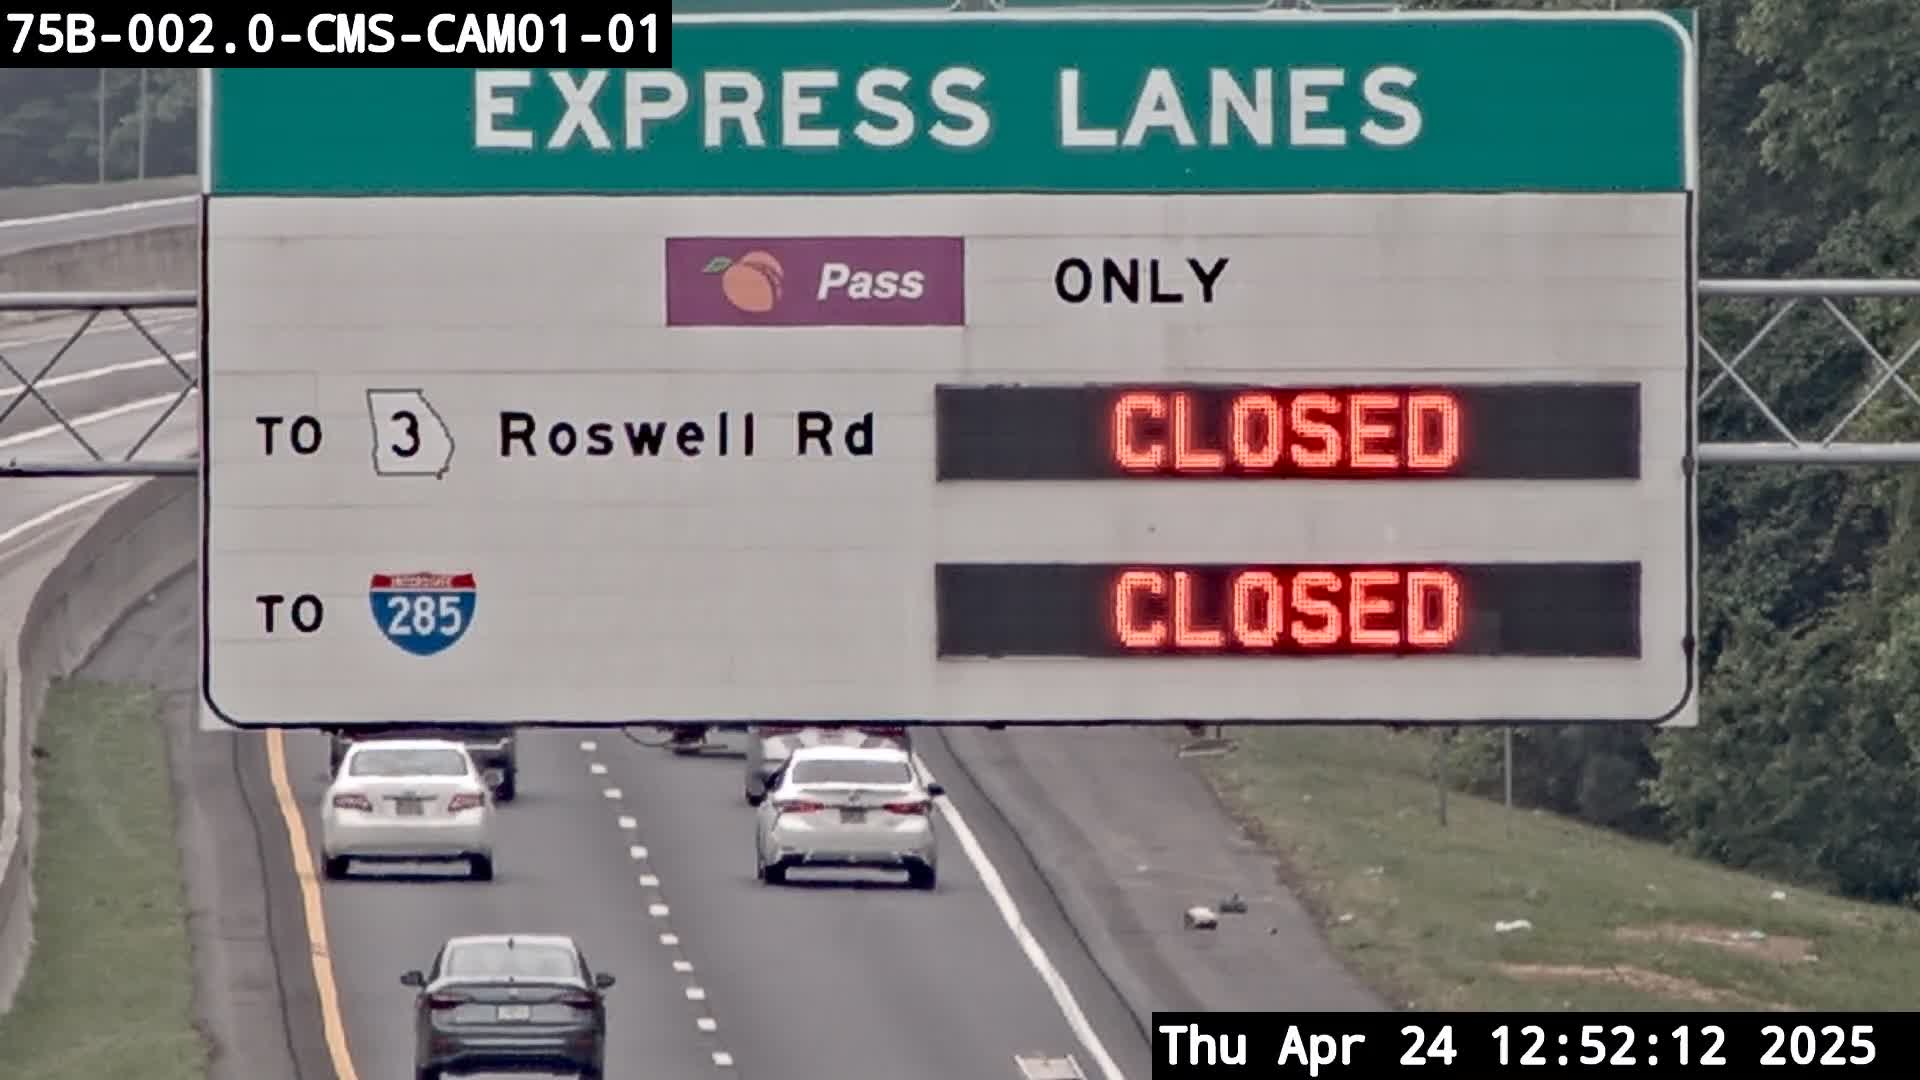 75B-002.0-CMS-CAM01-01
EXPRESS LANES
Pass ONLY
TO 3 Roswell Rd CLOSED
INTERSTATE
TO 285 CLOSED
Thu Apr 24 12:52:12 2025